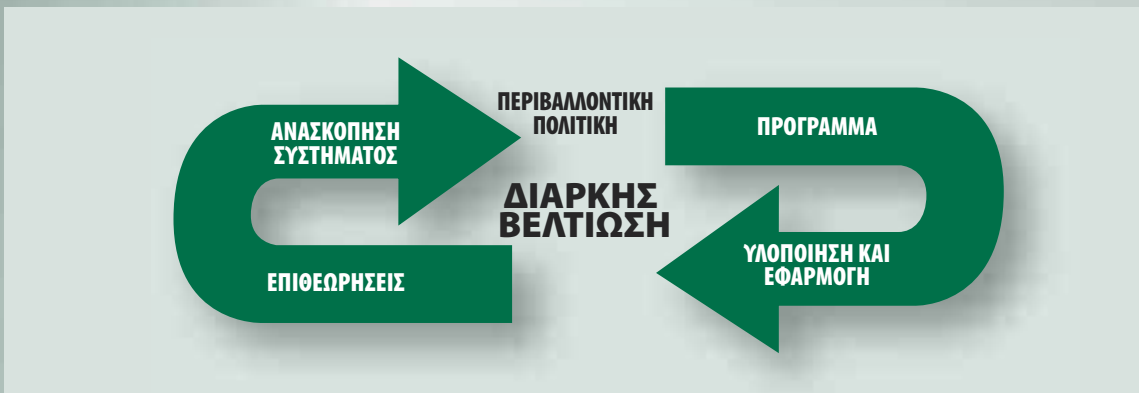 ΠΕΡΙΒΑΛΛΟΝΤΙΚΗ
ΠΟΛΙΤΙΚΗ
ΠΡΟΓΡΑΜΜΑ
ΥΛΟΠΟΙΗΣΗ ΚΑΙ
ΕΦΑΡΜΟΓΗ
ΕΠΙΘΕΩΡΗΣΕΙΣ
ΑΝΑΣΚΟΠΗΣΗ
ΣΥΣΤΗΜΑΤΟΣ
ΔΙΑΡΚΗΣ
ΒΕΛΤΙΩΣΗ